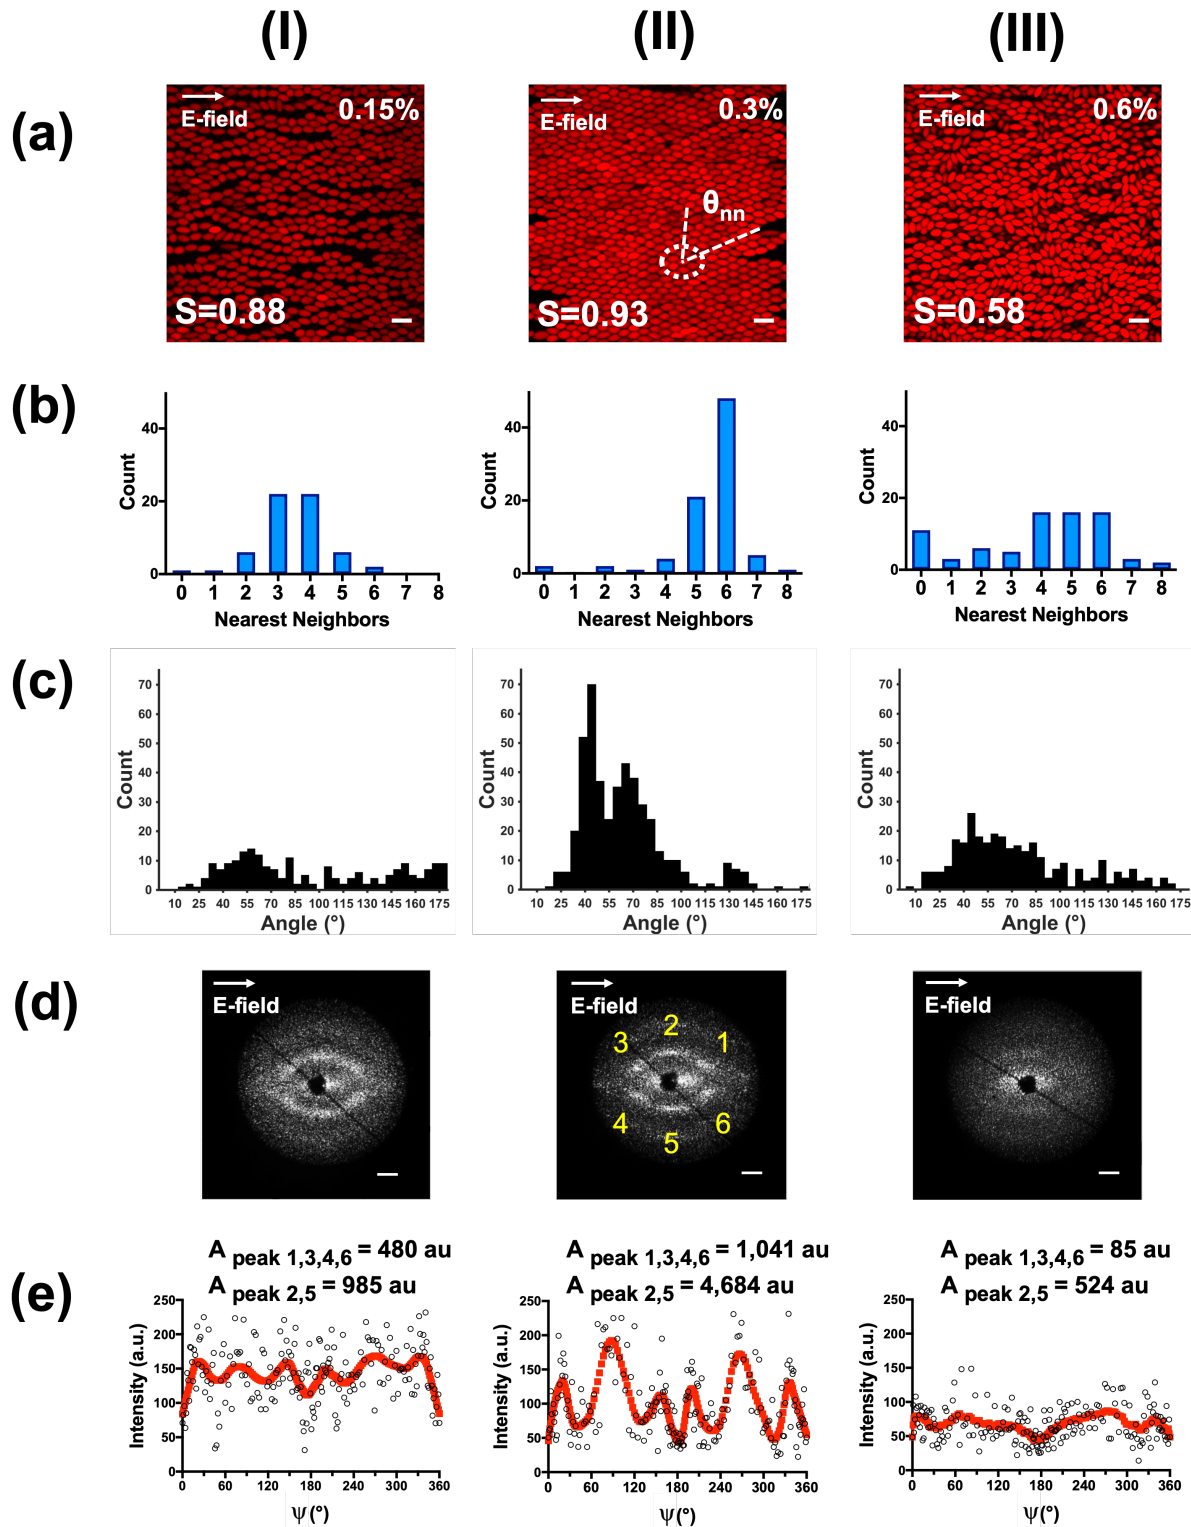 (I) (II) (III)
(a)
E-field 0.15%
S=0.88
E-field 0.3%
θnn
S=0.93
E-field 0.6%
S=0.58
(b)
Count
40
20
0
0 1 2 3 4 5 6 7 8
Nearest Neighbors
Count
40
20
0
0 1 2 3 4 5 6 7 8
Nearest Neighbors
Count
40
20
0
0 1 2 3 4 5 6 7 8
Nearest Neighbors
(c)
Count
70
60
50
40
30
20
10
0
10 25 40 55 70 85 100 115 130 145 160 175
Angle (°)
Count
70
60
50
40
30
20
10
0
10 25 40 55 70 85 100 115 130 145 160 175
Angle (°)
Count
70
60
50
40
30
20
10
0
10 25 40 55 70 85 100 115 130 145 160 175
Angle (°)
(d)
E-field
E-field
3 2 1
4 5 6
E-field
(e)
A peak 1,3,4,6 = 480 au
A peak 2,5 = 985 au
Intensity (a.u.)
250
200
150
100
50
0
0 60 120 180 240 300 360
ψ(°)
A peak 1,3,4,6 = 1,041 au
A peak 2,5 = 4,684 au
Intensity (a.u.)
250
200
150
100
50
0
0 60 120 180 240 300 360
ψ(°)
A peak 1,3,4,6 = 85 au
A peak 2,5 = 524 au
Intensity (a.u.)
250
200
150
100
50
0
0 60 120 180 240 300 360
ψ(°)